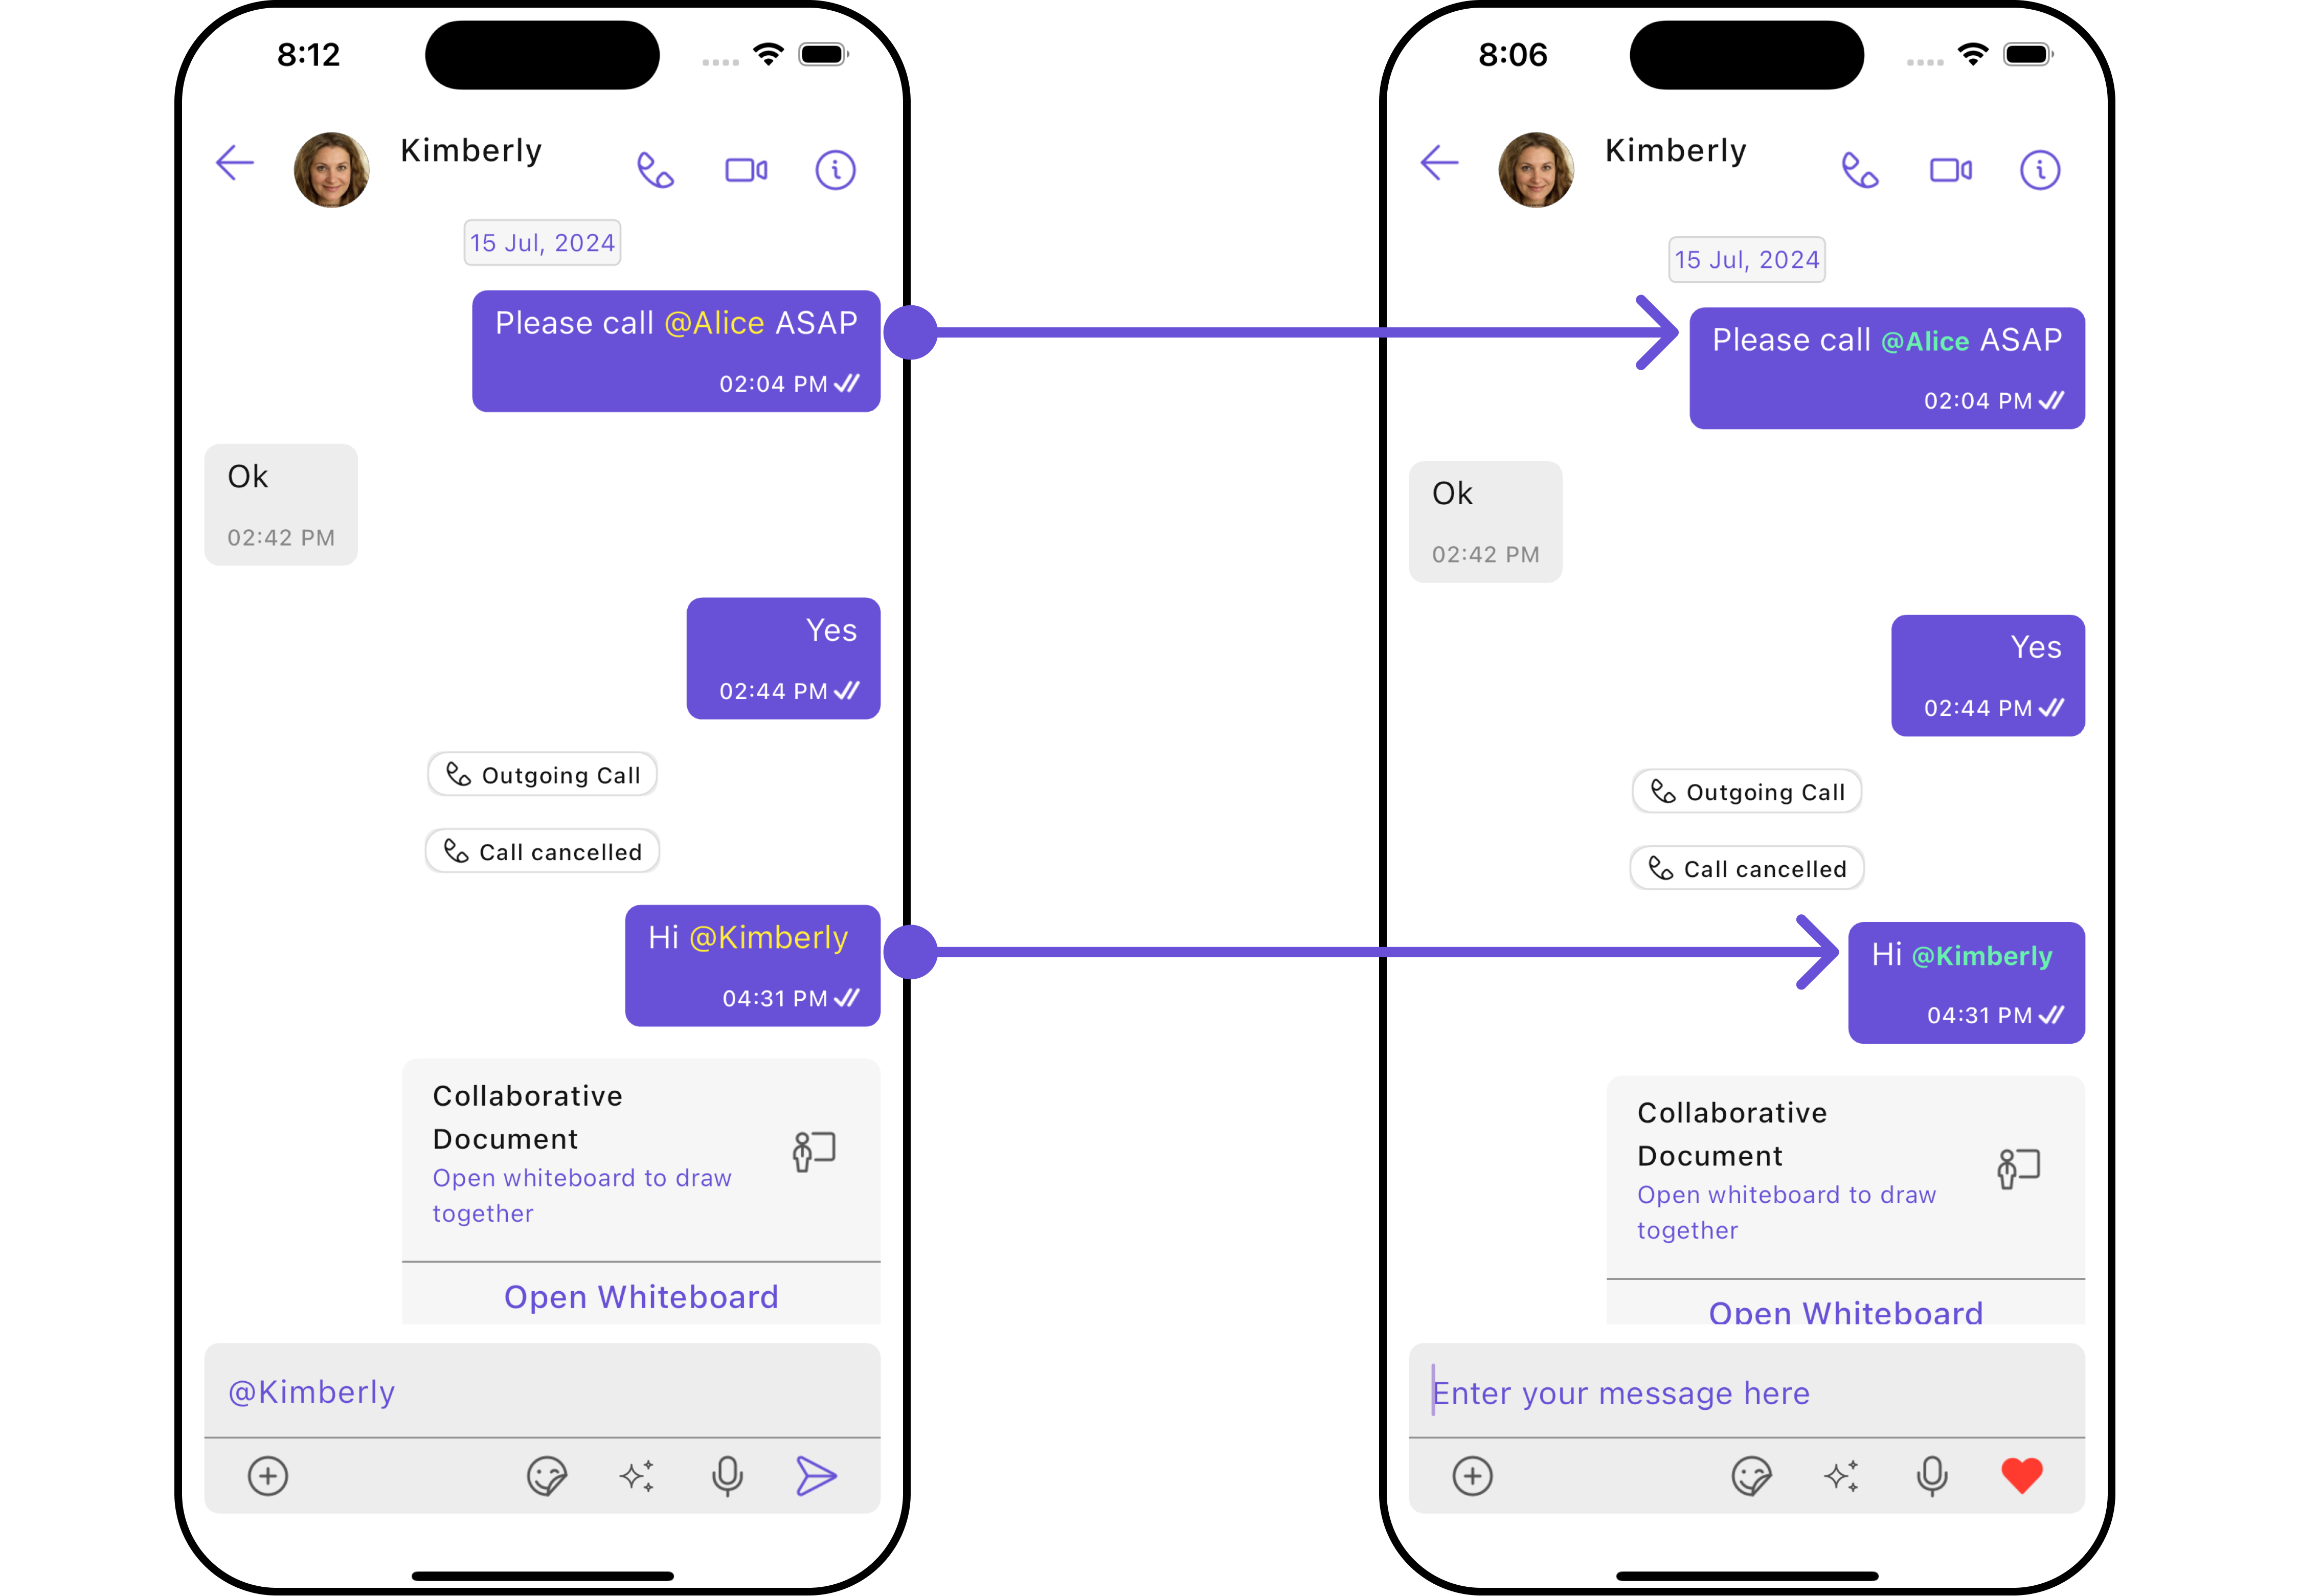 8:12
Kimberly
15 Jul, 2024
Please call @Alice ASAP
02:04 PM
Ok
02:42 PM
Yes
02:44 PM
Outgoing Call
Call cancelled
Hi @Kimberly
04:31 PM
Collaborative
Document
Open whiteboard to draw
together
Open Whiteboard
@Kimberly
8:06
Kimberly
15 Jul, 2024
Please call @Alice ASAP
02:04 PM
Ok
02:42 PM
Yes
02:44 PM
Outgoing Call
Call cancelled
Hi @Kimberly
04:31 PM
Collaborative
Document
Open whiteboard to draw
together
Open Whiteboard
Enter your message here